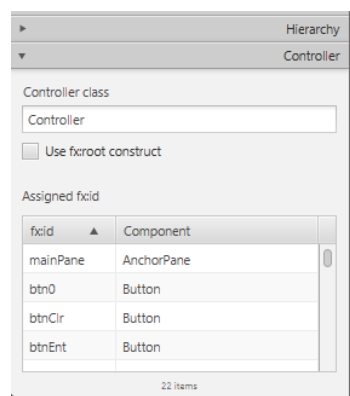 Hierarchy
Controller
Controller class
Controller
Use fx:root construct
Assigned fx:id
fx:id Component
mainPane AnchorPane
btn0 Button
btnClr Button
btnEnt Button
22 items